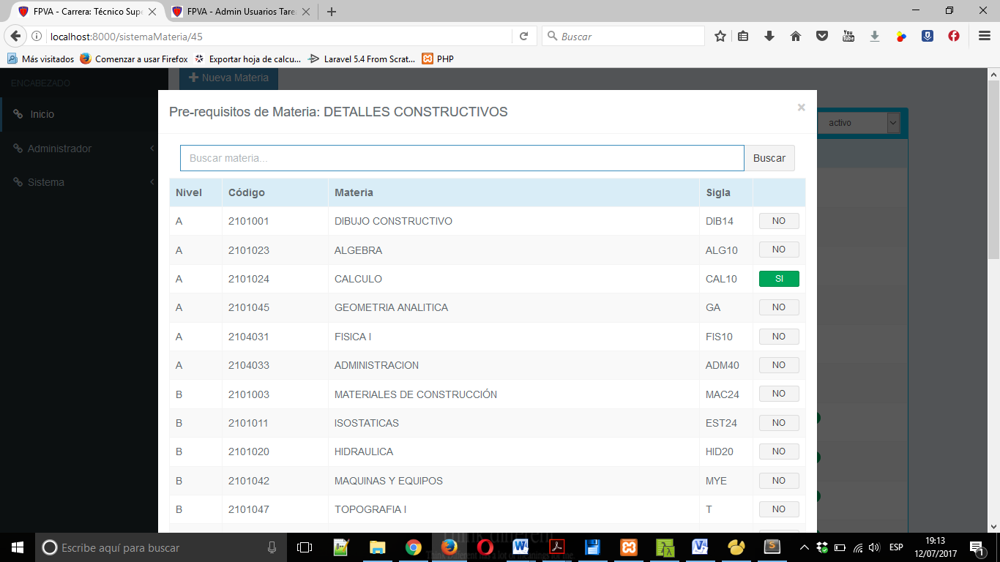 FPVA - Carrera: Técnico Supe
FPVA - Admin Usuarios Tare
localhost:8000/sistemaMateria/45
Buscar
You Tube
Más visitados
Comenzar a usar Firefox
Exportar hoja de calcu...
Laravel 5.4 From Scrat...
PHP
ENCABEZADO
Inicio
Administrador
Sistema
Nueva Materia
activo
Pre-requisitos de Materia: DETALLES CONSTRUCTIVOS
×
Buscar materia...
Buscar
Nivel Código Materia Sigla
A 2101001 DIBUJO CONSTRUCTIVO DIB14 NO
A 2101023 ALGEBRA ALG10 NO
A 2101024 CALCULO CAL10 SI
A 2101045 GEOMETRIA ANALITICA GA NO
A 2104031 FISICA I FIS10 NO
A 2104033 ADMINISTRACION ADM40 NO
B 2101003 MATERIALES DE CONSTRUCCIÓN MAC24 NO
B 2101011 ISOSTATICAS EST24 NO
B 2101020 HIDRAULICA HID20 NO
B 2101042 MAQUINAS Y EQUIPOS MYE NO
B 2101047 TOPOGRAFIA I T NO
Escribe aquí para buscar
ESP
19:13
12/07/2017
1